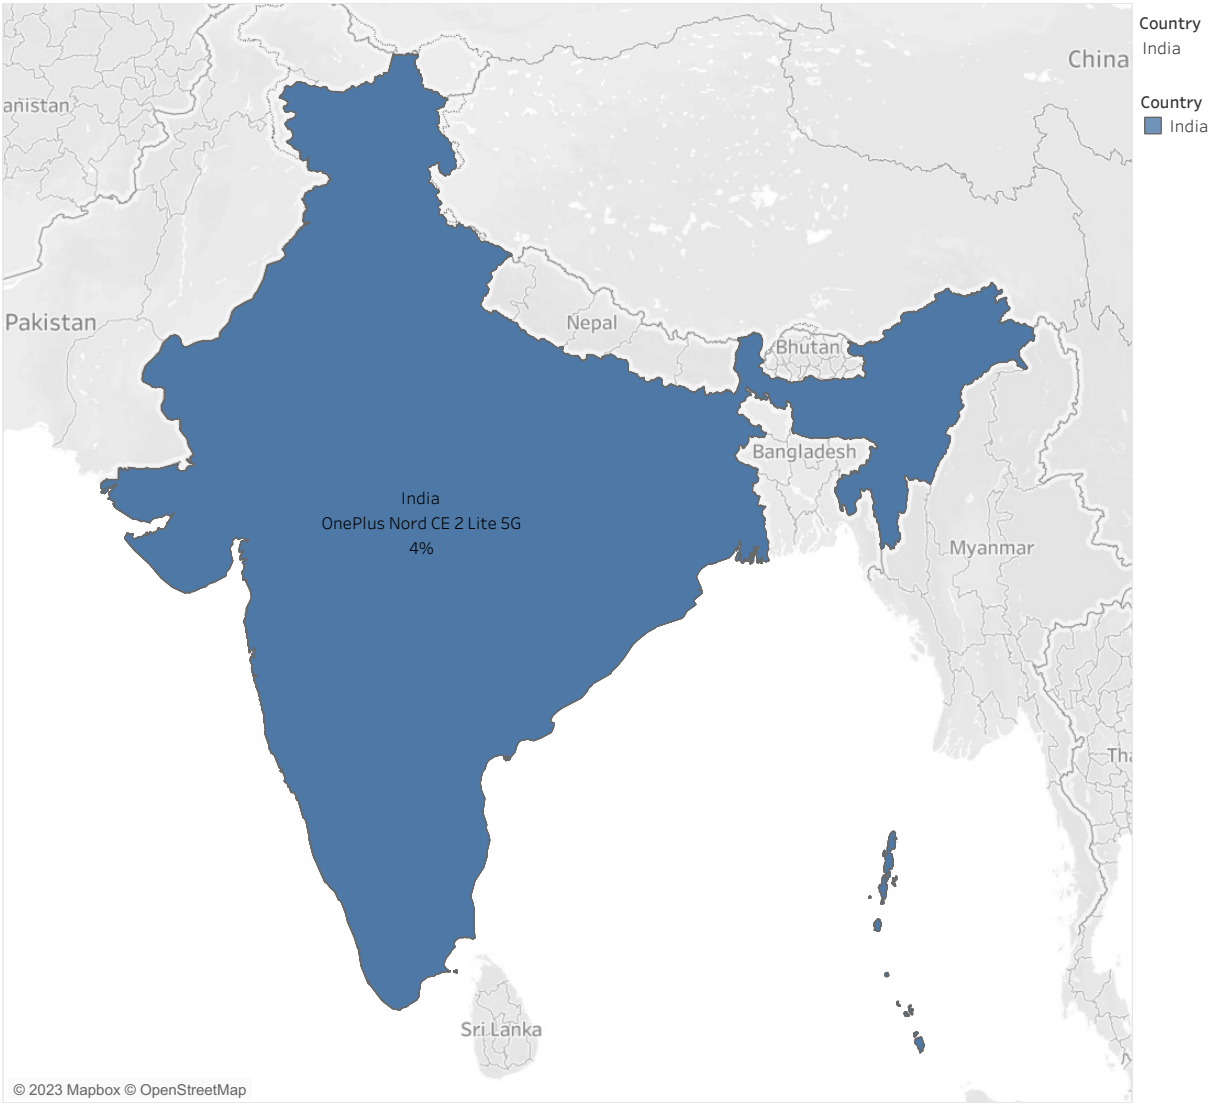 Country
India
Country
India
China
anistan
Pakistan
Nepal
Bhutan
Bangladesh
India
OnePlus Nord CE 2 Lite 5G
4%
Myanmar
Tha
Sri Lanka
© 2023 Mapbox © OpenStreetMap